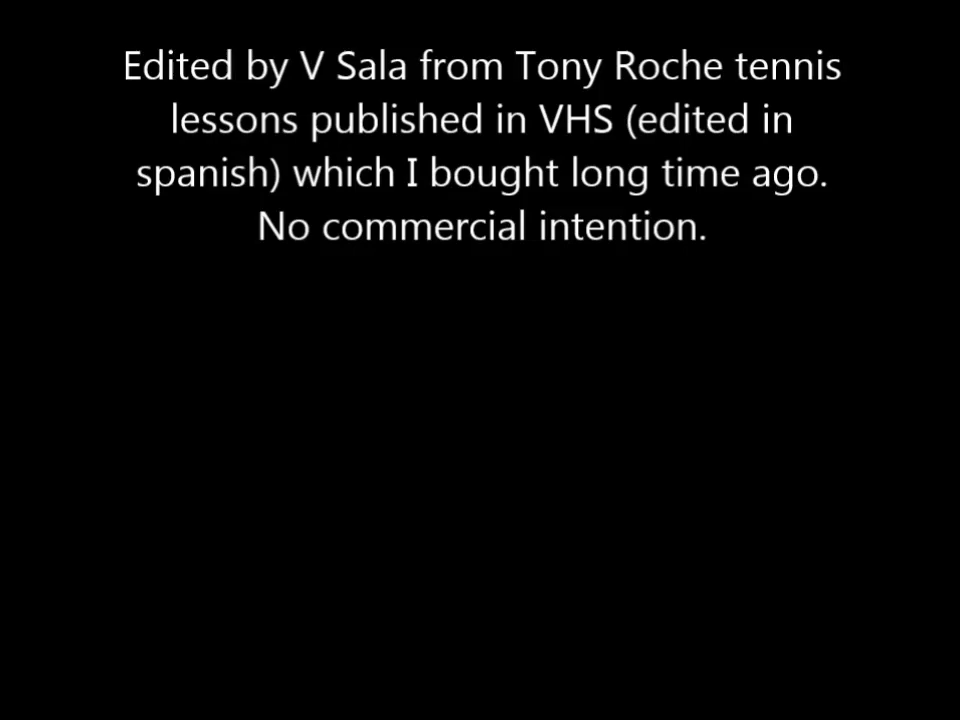 Edited by V Sala from Tony Roche tennis
lessons published in VHS (edited in
spanish) which I bought long time ago.
No commercial intention.